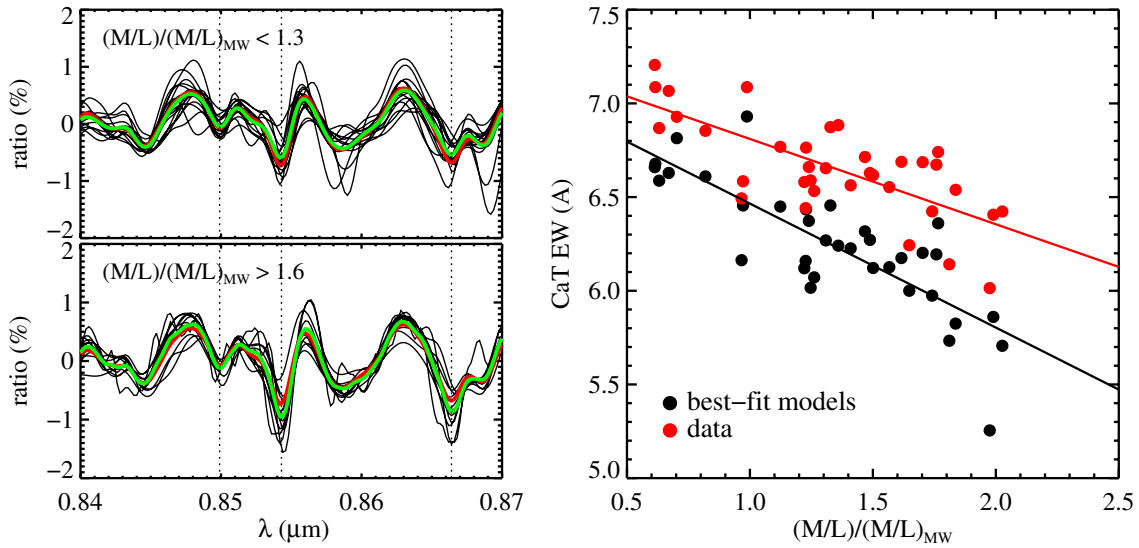 2
(M/L)/(M/L)MW < 1.3
1
0
−1
−2
ratio (%)
2
(M/L)/(M/L)MW > 1.6
1
0
−1
−2
ratio (%)
0.84 0.85 0.86 0.87
λ (μm)
7.5
7.0
6.5
6.0
5.5
5.0
CaT EW (A)
best−fit models
data
0.5 1.0 1.5 2.0 2.5
(M/L)/(M/L)MW